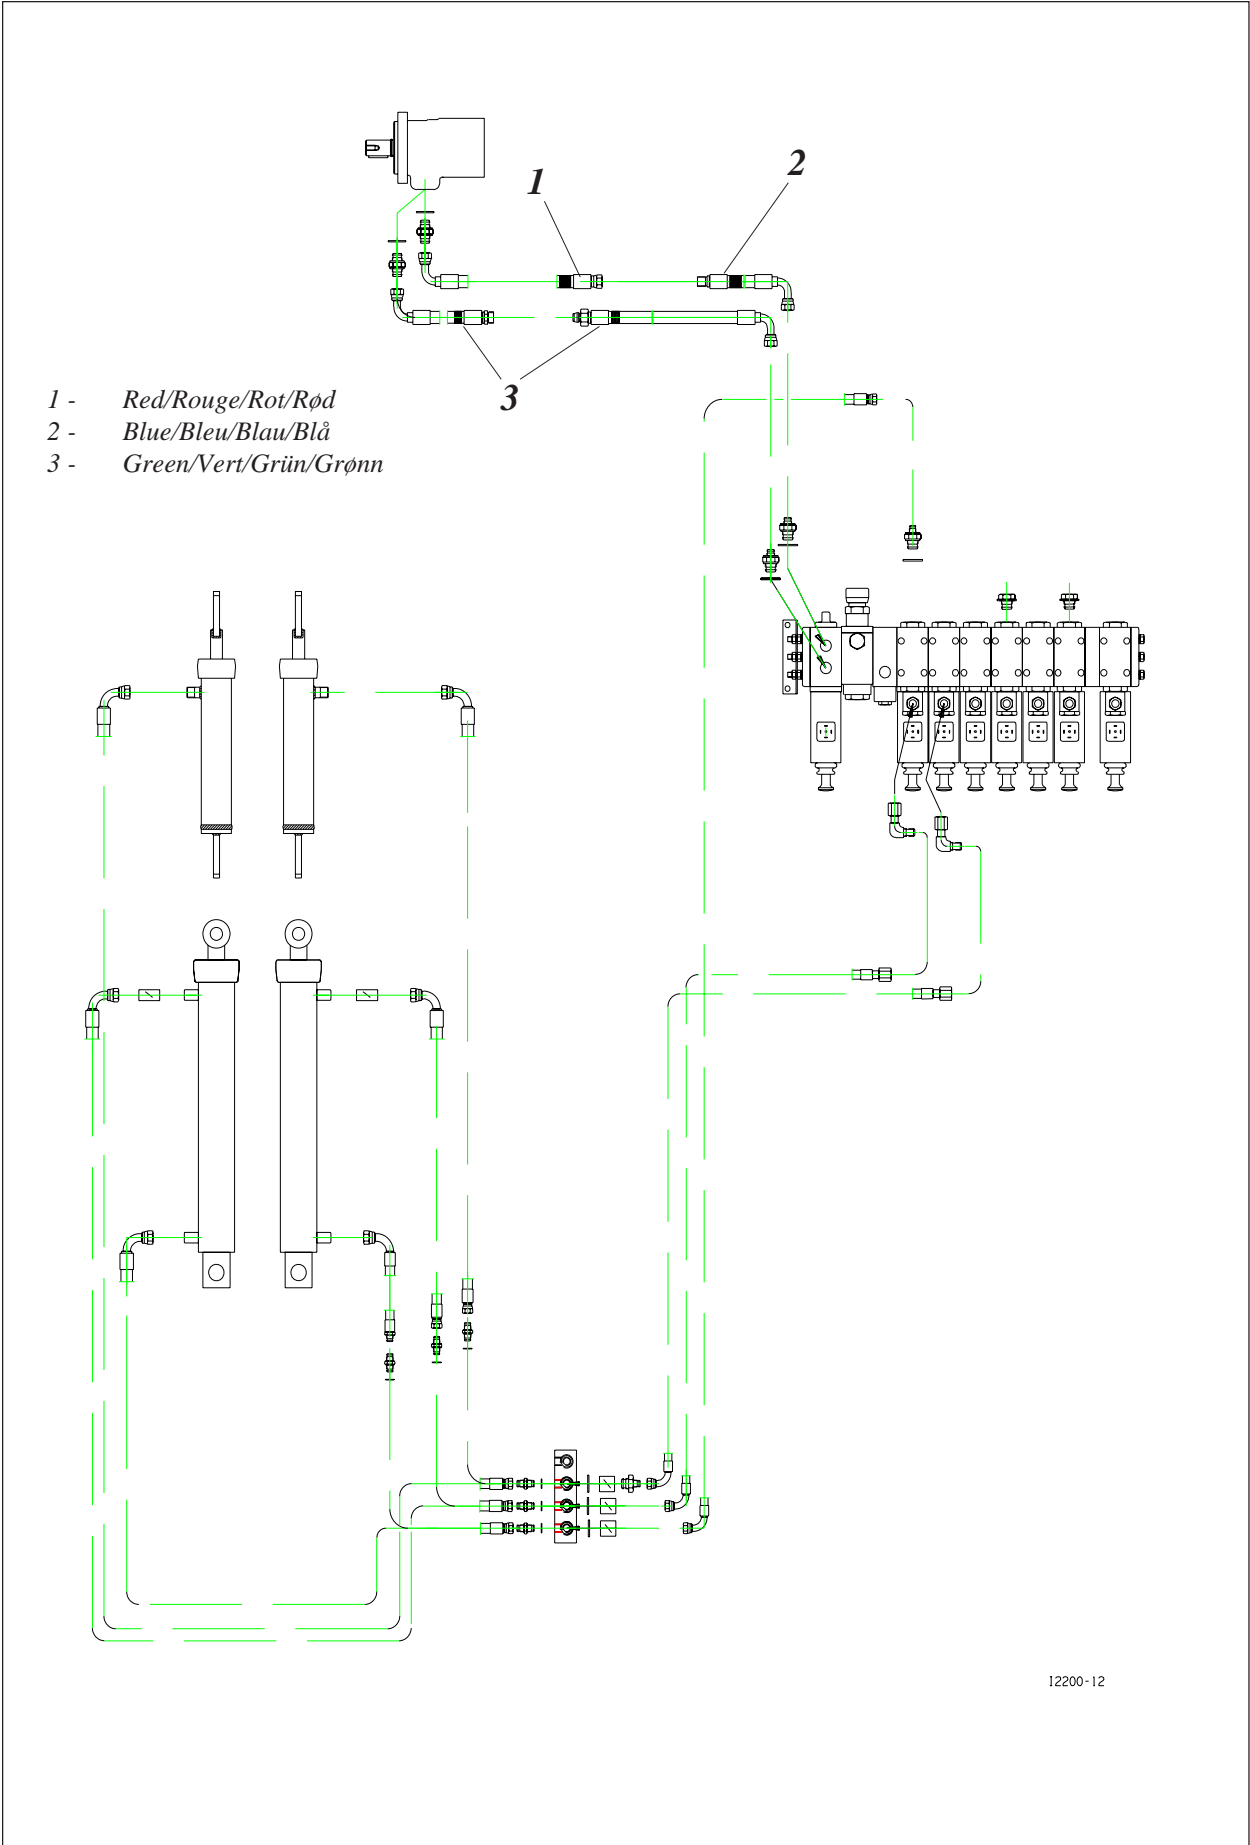 1
2
3
1 - Red/Rouge/Rot/Rød
2 - Blue/Bleu/Blau/Blå
3 - Green/Vert/Grün/Grønn
I2200-12